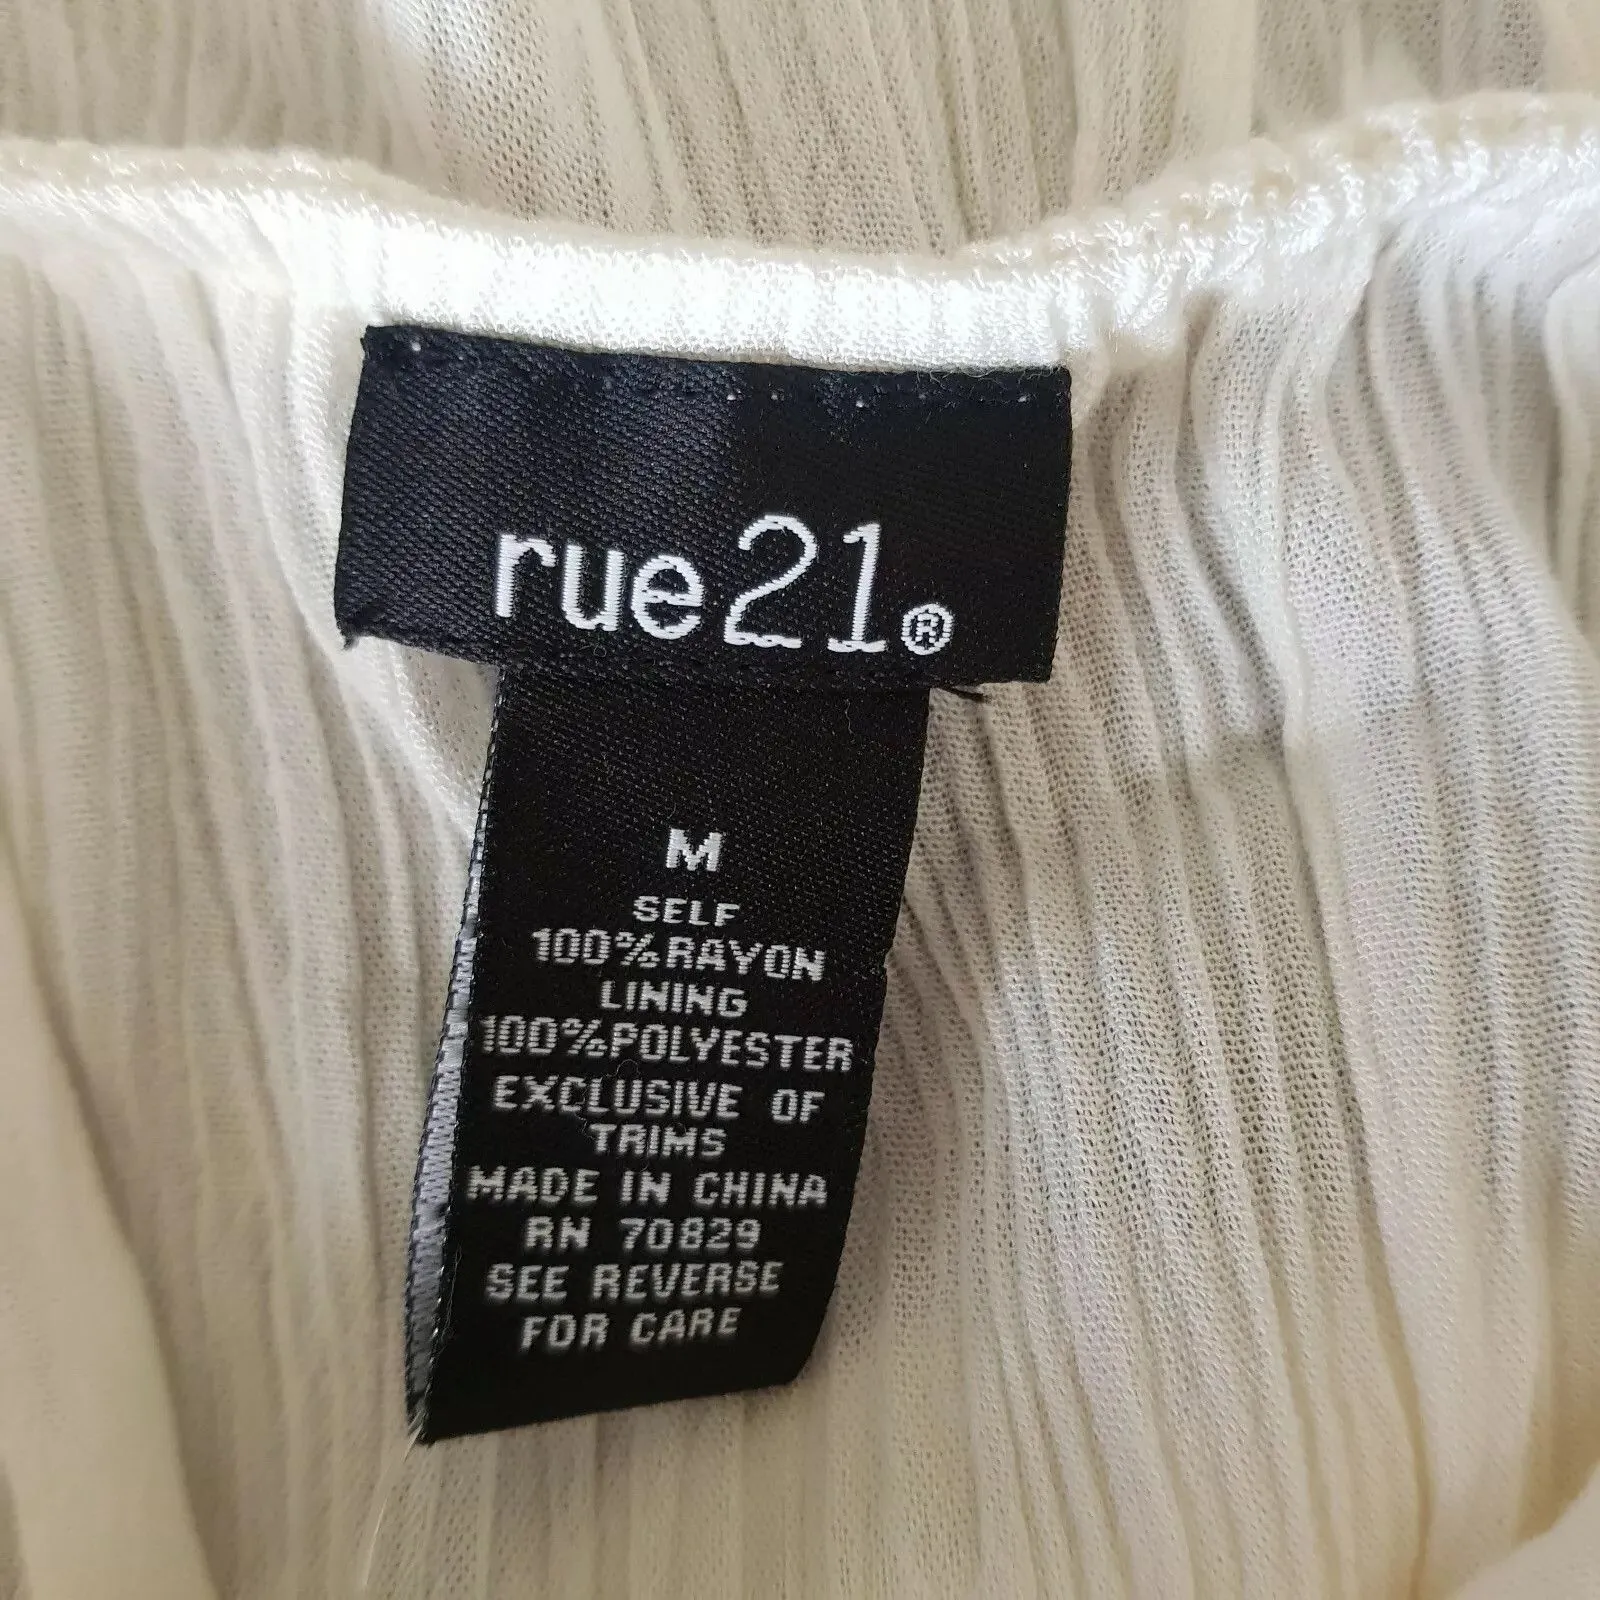 rue21®
M
SELF
100%RAYON
LINING
100%POLYESTER
EXCLUSIVE OF
TRIMS
MADE IN CHINA
RN 70829
SEE REVERSE
FOR CARE